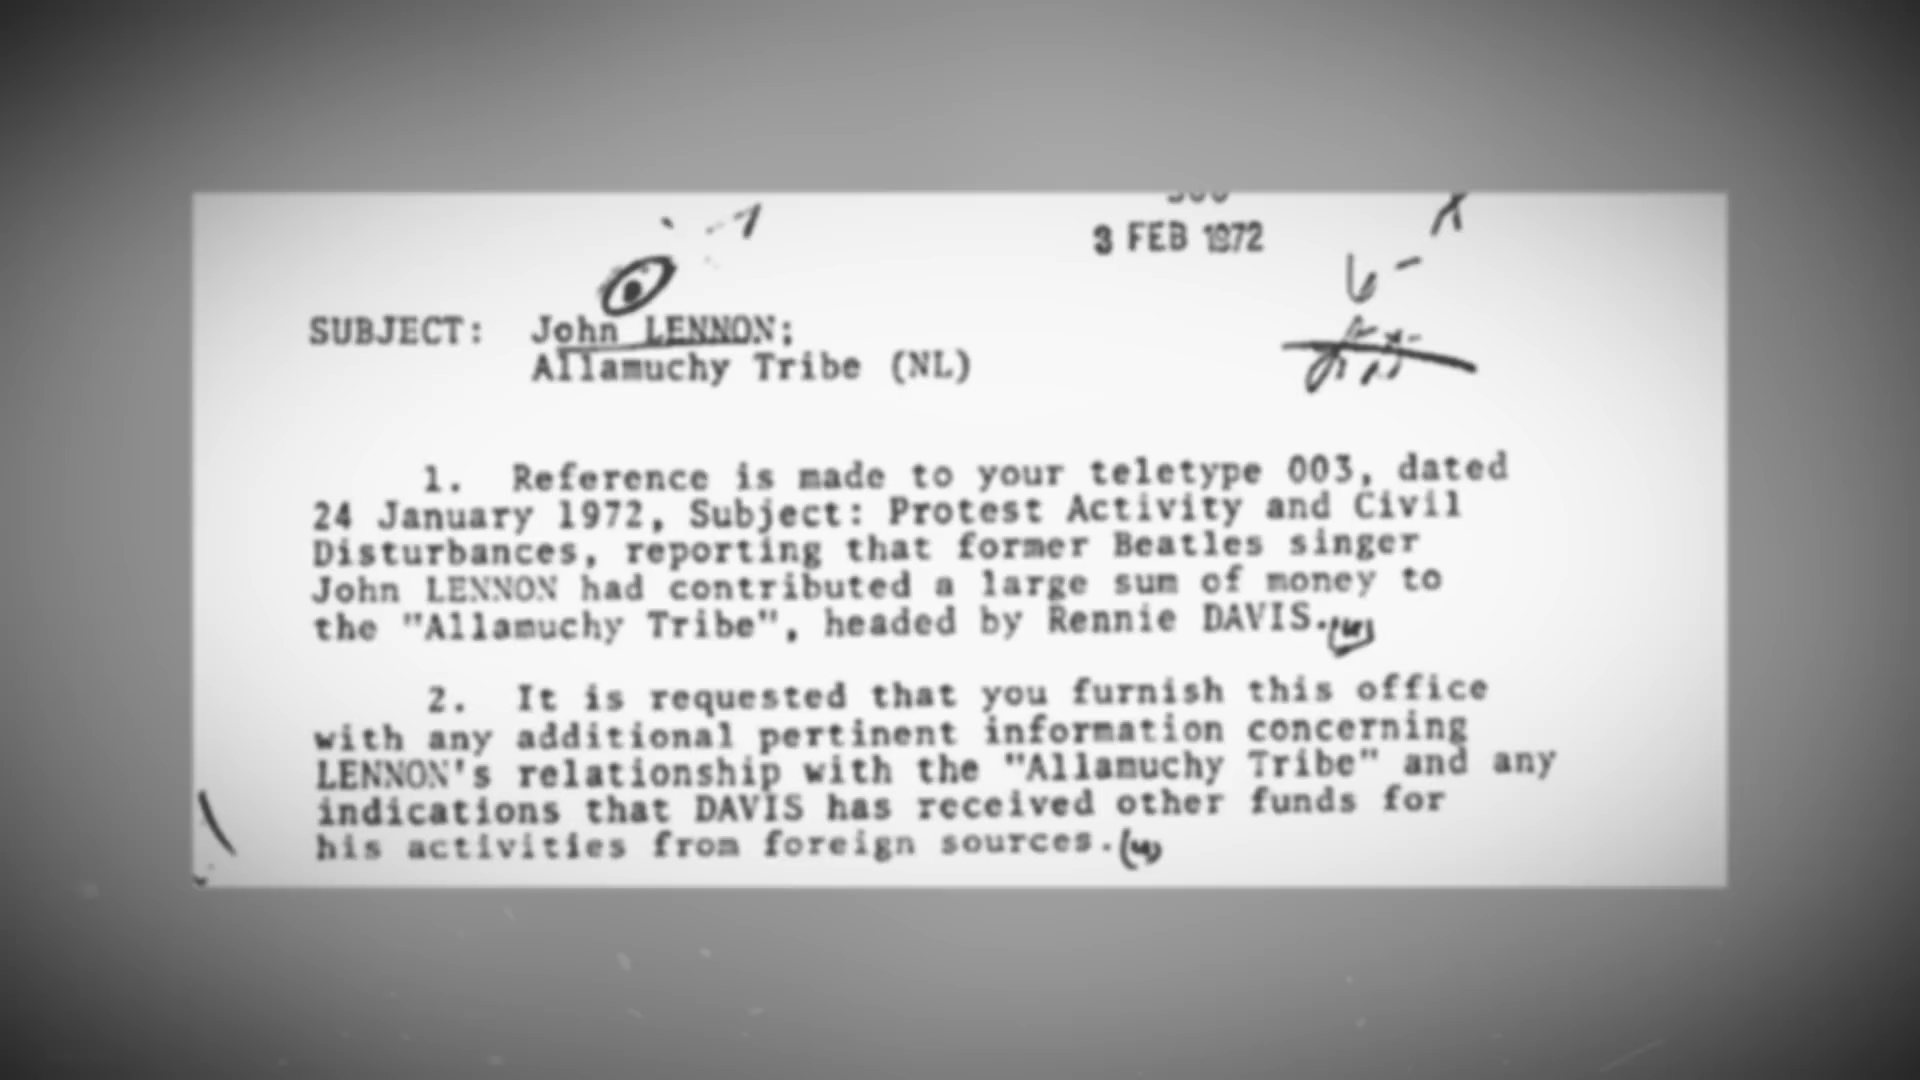 3 FEB 1972
SUBJECT: John LENNON;
Allamuchy Tribe (NL)
1. Reference is made to your teletype 003, dated
24 January 1972, Subject: Protest Activity and Civil
Disturbances, reporting that former Beatles singer
John LENNON had contributed a large sum of money to
the "Allamuchy Tribe", headed by Rennie DAVIS.
2. It is requested that you furnish this office
with any additional pertinent information concerning
LENNON's relationship with the "Allamuchy Tribe" and any
indications that DAVIS has received other funds for
his activities from foreign sources.